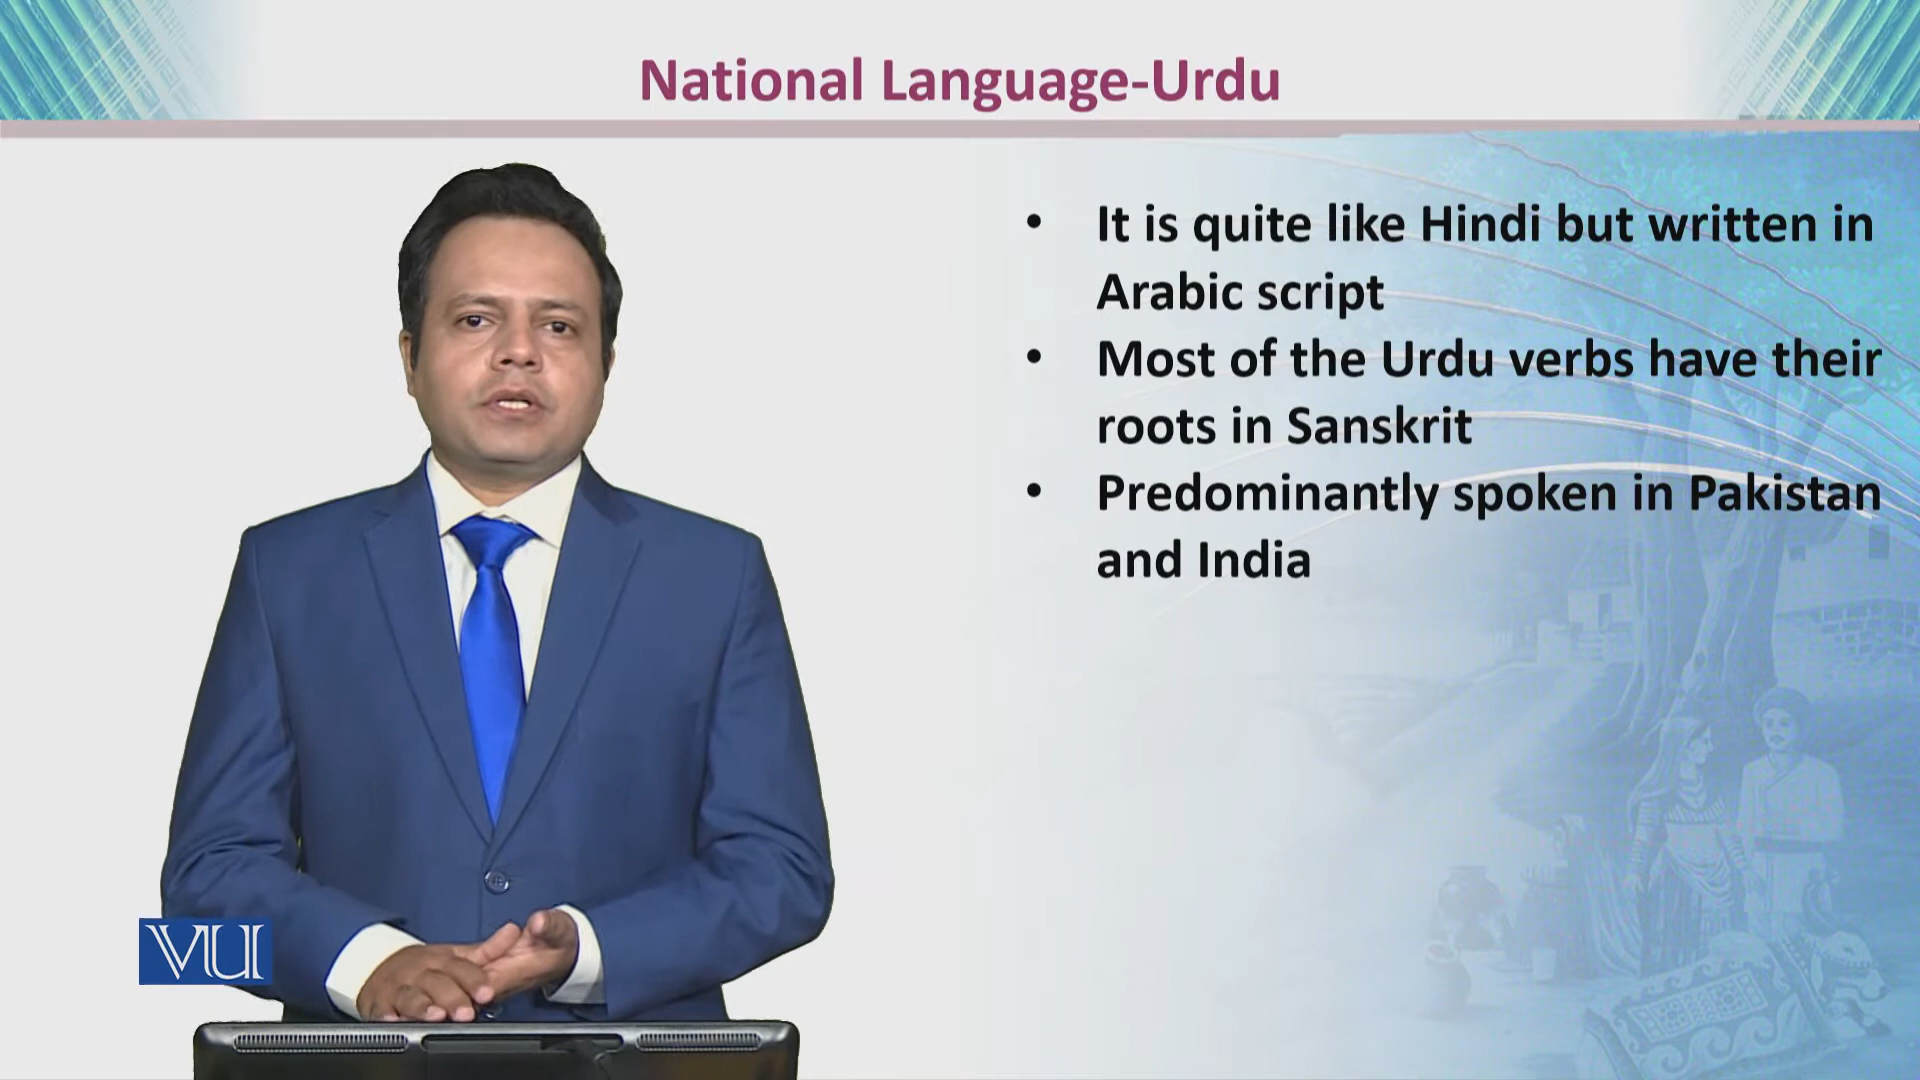 National Language-Urdu
• It is quite like Hindi but written in
Arabic script
• Most of the Urdu verbs have their
roots in Sanskrit
• Predominantly spoken in Pakistan
and India
VU